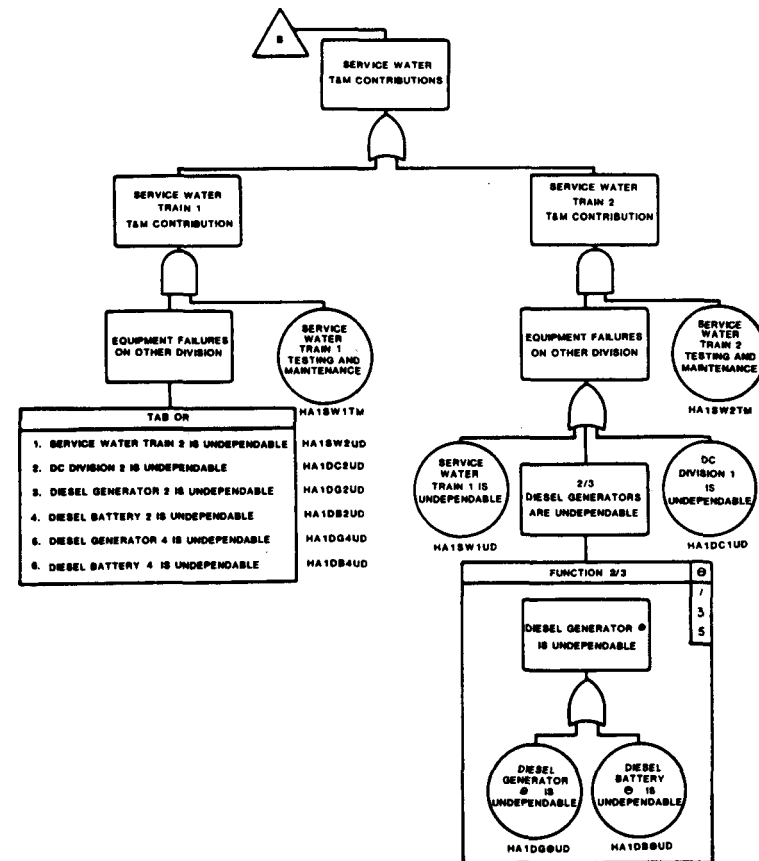 B
SERVICE WATER
T&M CONTRIBUTIONS
SERVICE WATER
TRAIN 1
T&M CONTRIBUTION
SERVICE WATER
TRAIN 2
T&M CONTRIBUTION
EQUIPMENT FAILURES
ON OTHER DIVISION
SERVICE
WATER
TRAIN 1
TESTING AND
MAINTENANCE
HA1SW1TM
EQUIPMENT FAILURES
ON OTHER DIVISION
SERVICE
WATER
TRAIN 2
TESTING AND
MAINTENANCE
HA1SW2TM
TAB OR
1. SERVICE WATER TRAIN 2 IS UNDEPENDABLE HA1SW2UD
2. DC DIVISION 2 IS UNDEPENDABLE HA1DC2UD
3. DIESEL GENERATOR 2 IS UNDEPENDABLE HA1DG2UD
4. DIESEL BATTERY 2 IS UNDEPENDABLE HA1DB2UD
5. DIESEL GENERATOR 4 IS UNDEPENDABLE HA1DG4UD
6. DIESEL BATTERY 4 IS UNDEPENDABLE HA1DB4UD
SERVICE
WATER
TRAIN 1 IS
UNDEPENDABLE
HA1SW1UD
2/3
DIESEL GENERATORS
ARE UNDEPENDABLE
DC
DIVISION 1
IS
UNDEPENDABLE
HA1DC1UD
FUNCTION 2/3
Θ
1
3
5
DIESEL GENERATOR Θ
IS UNDEPENDABLE
DIESEL
GENERATOR
Θ IS
UNDEPENDABLE
HA1DGΘUD
DIESEL
BATTERY
Θ IS
UNDEPENDABLE
HA1DBΘUD